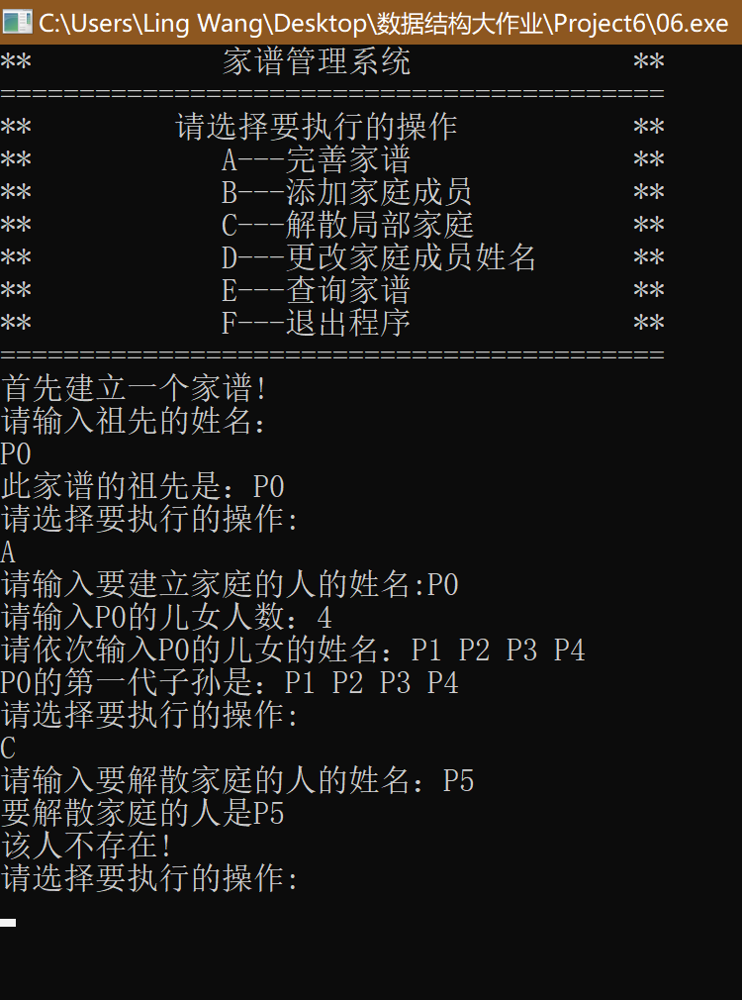 C:\Users\Ling Wang\Desktop\数据结构大作业\Project6\06.exe
** 家谱管理系统 **
==========================================
** 请选择要执行的操作 **
** A---完善家谱 **
** B---添加家庭成员 **
** C---解散局部家庭 **
** D---更改家庭成员姓名 **
** E---查询家谱 **
** F---退出程序 **
==========================================
首先建立一个家谱!
请输入祖先的姓名:
P0
此家谱的祖先是：P0
请选择要执行的操作:
A
请输入要建立家庭的人的姓名:P0
请输入P0的儿女人数：4
请依次输入P0的儿女的姓名：P1 P2 P3 P4
P0的第一代子孙是：P1 P2 P3 P4
请选择要执行的操作:
C
请输入要解散家庭的人的姓名：P5
要解散家庭的人是P5
该人不存在!
请选择要执行的操作: